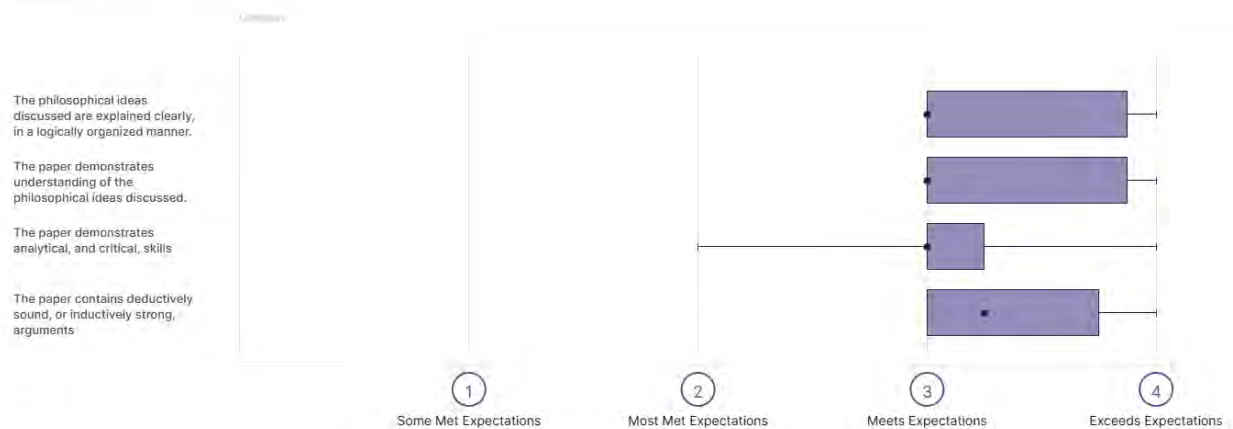 The philosophical ideas
discussed are explained clearly,
in a logically organized manner.
The paper demonstrates
understanding of the
philosophical ideas discussed.
The paper demonstrates
analytical, and critical, skills
The paper contains deductively
sound, or inductively strong,
arguments
1
2
3
4
Some Met Expectations
Most Met Expectations
Meets Expectations
Exceeds Expectations